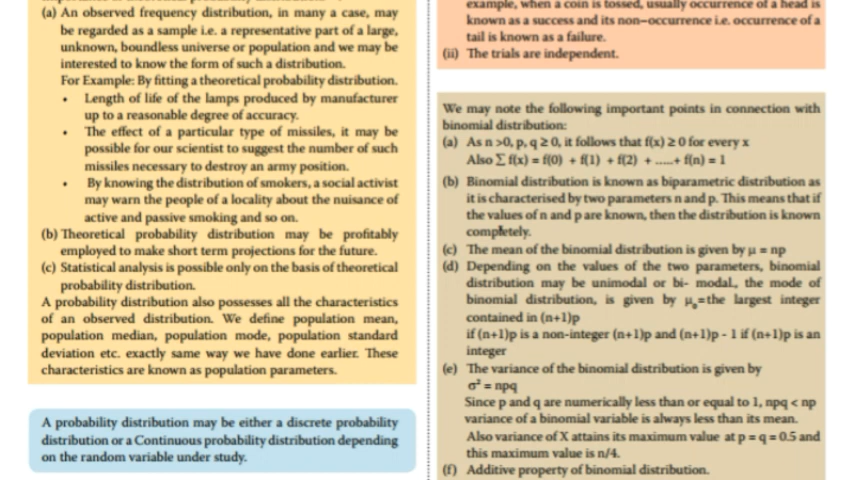 (a) An observed frequency distribution, in many a case, may
be regarded as a sample i.e. a representative part of a large,
unknown, boundless universe or population and we may be
interested to know the form of such a distribution.
For Example: By fitting a theoretical probability distribution.
• Length of life of the lamps produced by manufacturer
up to a reasonable degree of accuracy.
• The effect of a particular type of missiles, it may be
possible for our scientist to suggest the number of such
missiles necessary to destroy an army position.
• By knowing the distribution of smokers, a social activist
may warn the people of a locality about the nuisance of
active and passive smoking and so on.
(b) Theoretical probability distribution may be profitably
employed to make short term projections for the future.
(c) Statistical analysis is possible only on the basis of theoretical
probability distribution.
A probability distribution also possesses all the characteristics
of an observed distribution. We define population mean,
population median, population mode, population standard
deviation etc. exactly same way we have done earlier. These
characteristics are known as population parameters.
A probability distribution may be either a discrete probability
distribution or a Continuous probability distribution depending
on the random variable under study.
example, when a coin is tossed, usually occurrence of a head is
known as a success and its non–occurrence i.e. occurrence of a
tail is known as a failure.
(ii) The trials are independent.
We may note the following important points in connection with
binomial distribution:
(a) As n >0, p, q ≥ 0, it follows that f(x) ≥ 0 for every x
Also ∑ f(x) = f(0) + f(1) + f(2) + .....+ f(n) = 1
(b) Binomial distribution is known as biparametric distribution as
it is characterised by two parameters n and p. This means that if
the values of n and p are known, then the distribution is known
completely.
(c) The mean of the binomial distribution is given by μ = np
(d) Depending on the values of the two parameters, binomial
distribution may be unimodal or bi- modal., the mode of
binomial distribution, is given by μ₀=the largest integer
contained in (n+1)p
if (n+1)p is a non-integer (n+1)p and (n+1)p - 1 if (n+1)p is an
integer
(e) The variance of the binomial distribution is given by
σ² = npq
Since p and q are numerically less than or equal to 1, npq < np
variance of a binomial variable is always less than its mean.
Also variance of X attains its maximum value at p = q = 0.5 and
this maximum value is n/4.
(f) Additive property of binomial distribution.